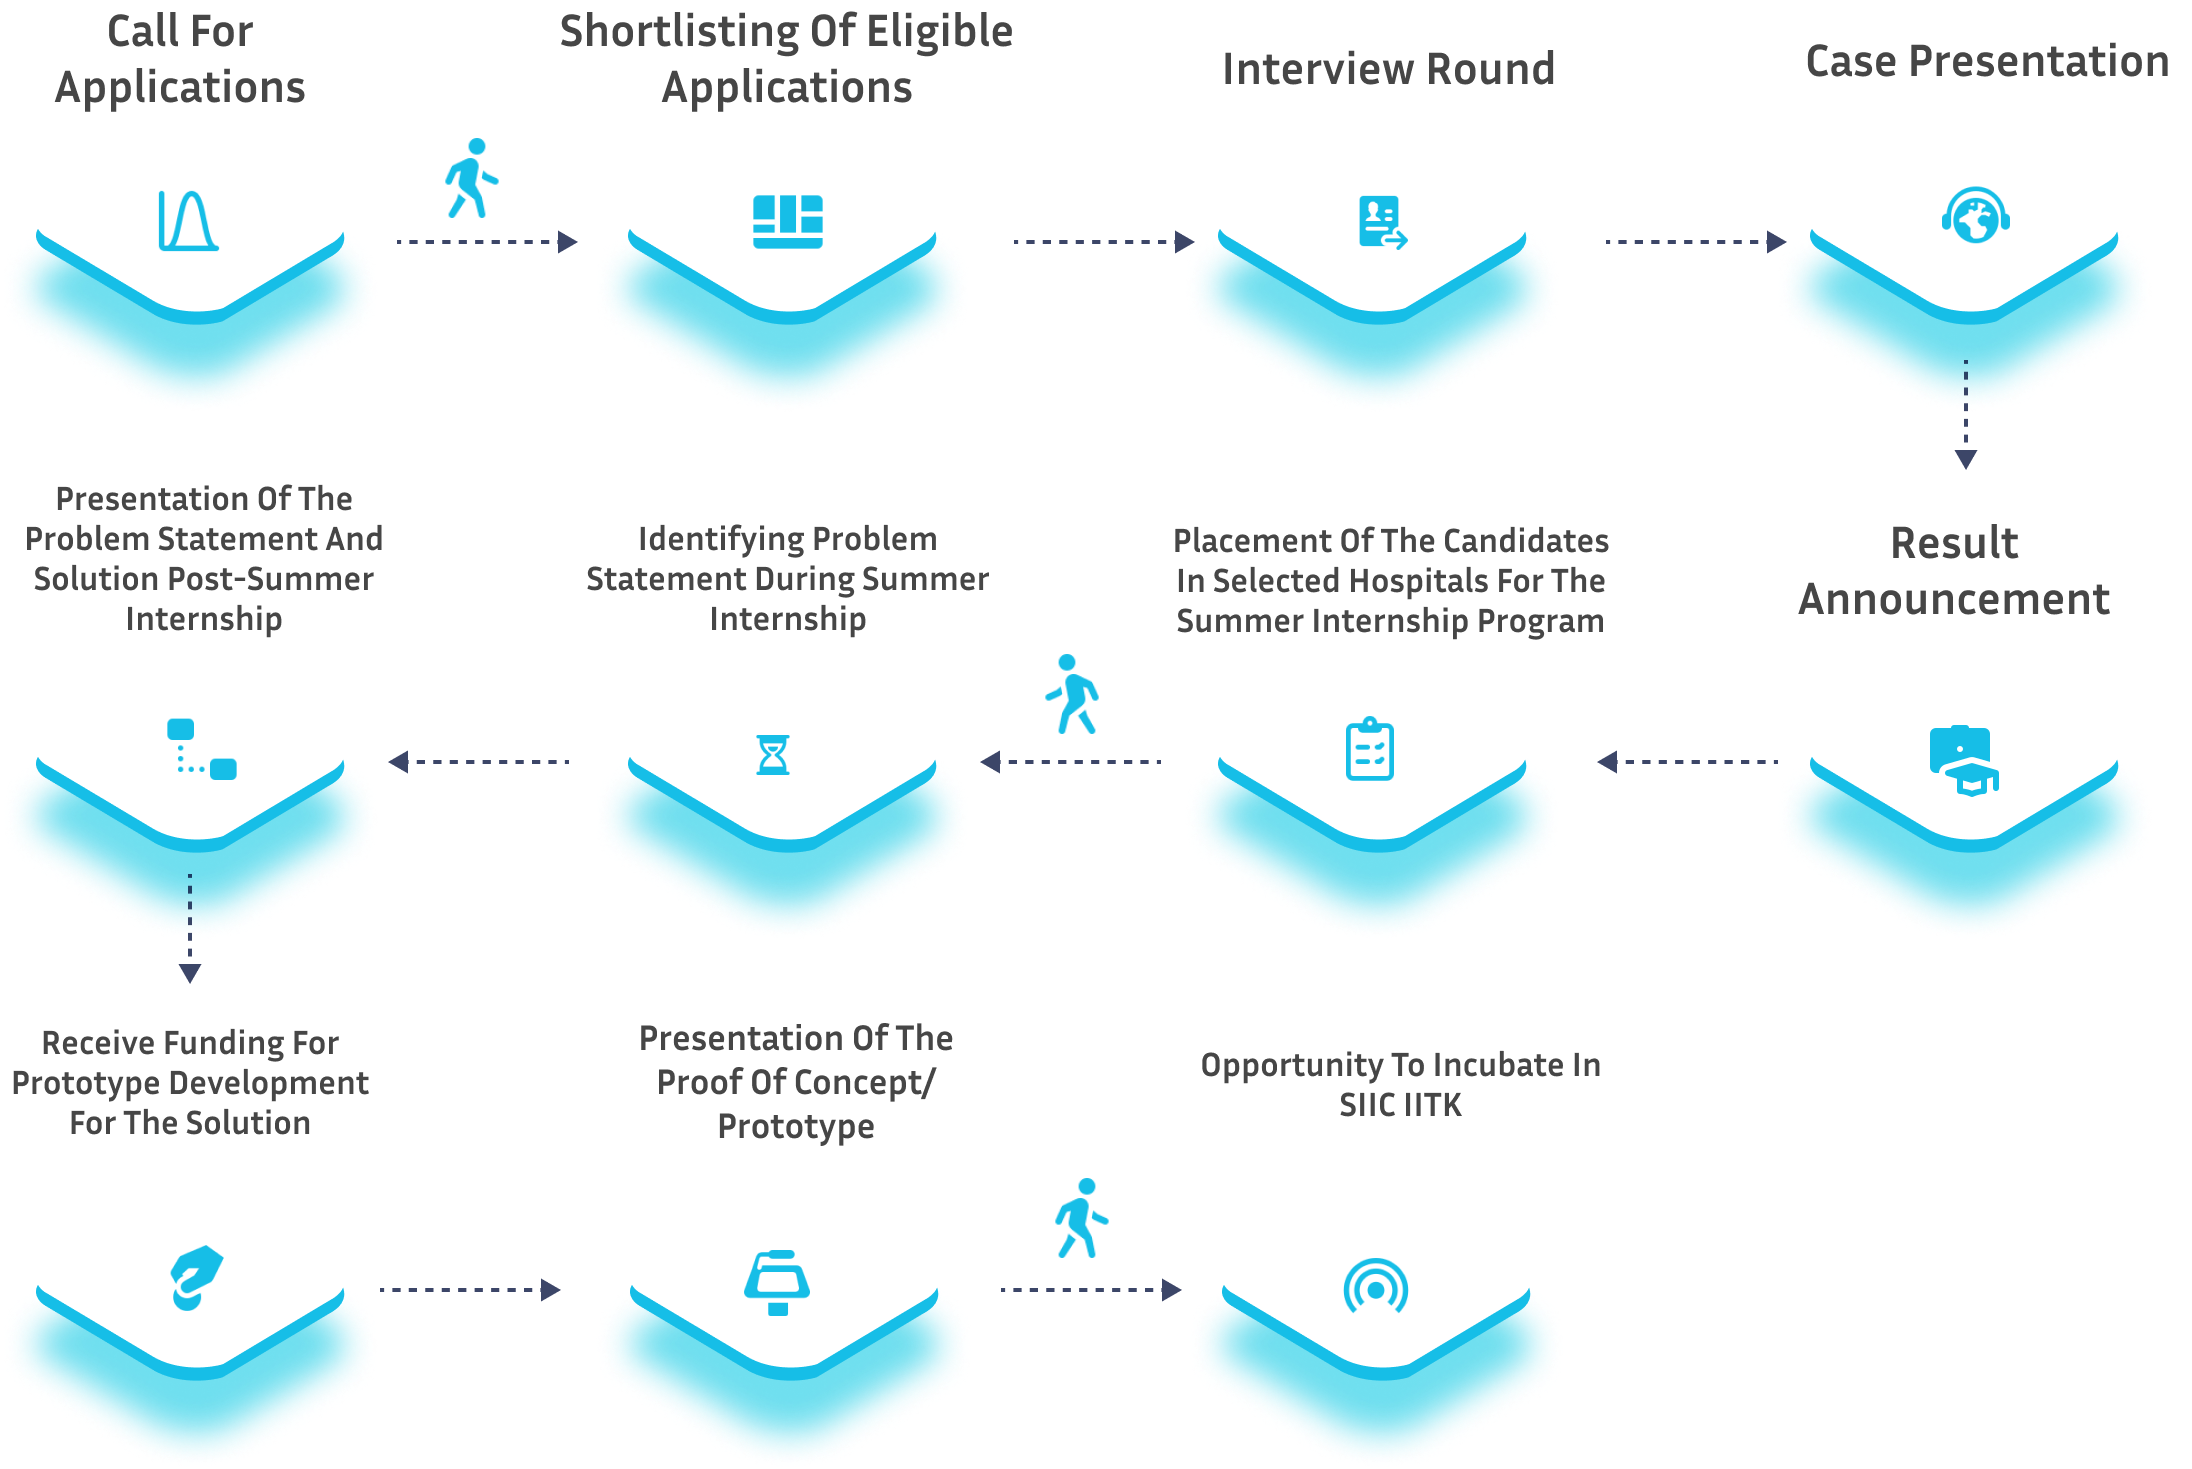 Call For
Applications
Shortlisting Of Eligible
Applications
Interview Round
Case Presentation
Result
Announcement
Placement Of The Candidates
In Selected Hospitals For The
Summer Internship Program
Identifying Problem
Statement During Summer
Internship
Presentation Of The
Problem Statement And
Solution Post-Summer
Internship
Receive Funding For
Prototype Development
For The Solution
Presentation Of The
Proof Of Concept/
Prototype
Opportunity To Incubate In
SIIC IITK